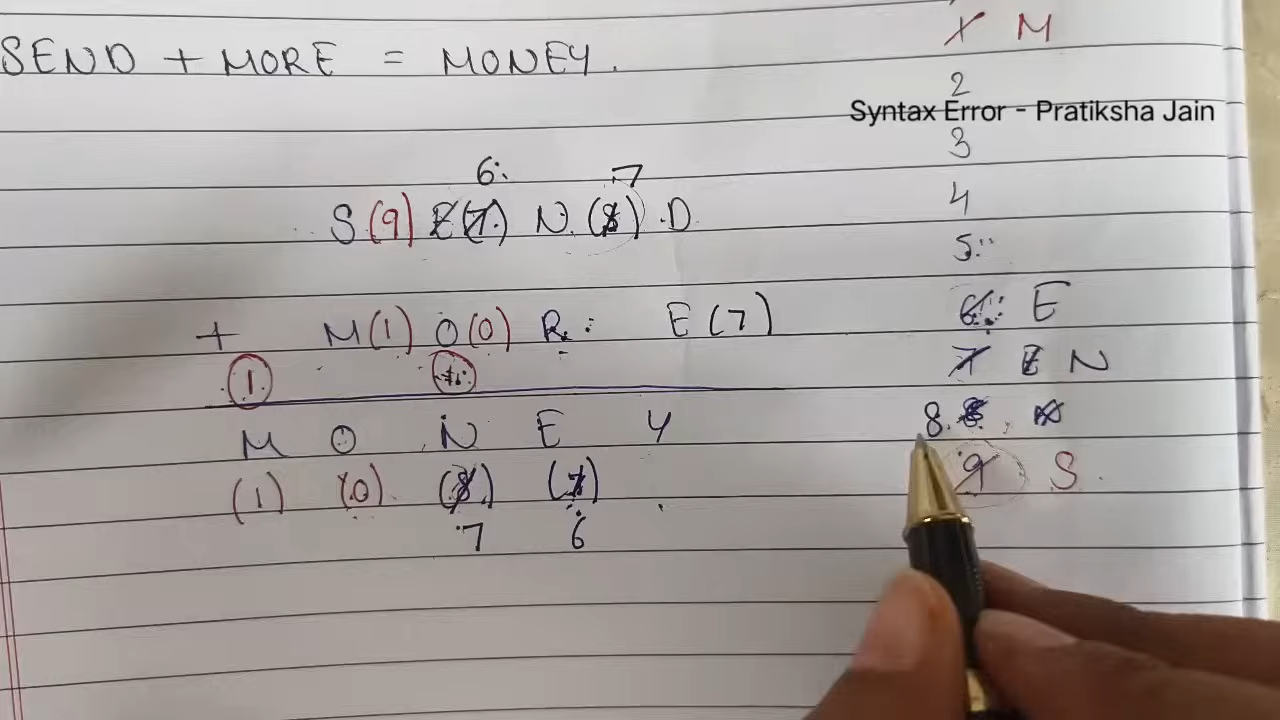 M
SEND + MORE = MONEY.
2
Syntax Error - Pratiksha Jain
3
6 7
4
S (9) E (7) N (8) D
5
6 E
+ M (1) O (0) R E (7)
7 E N
1 1
M O N E Y
8 8
(1) (0) (8) (7)
9 S
7 6